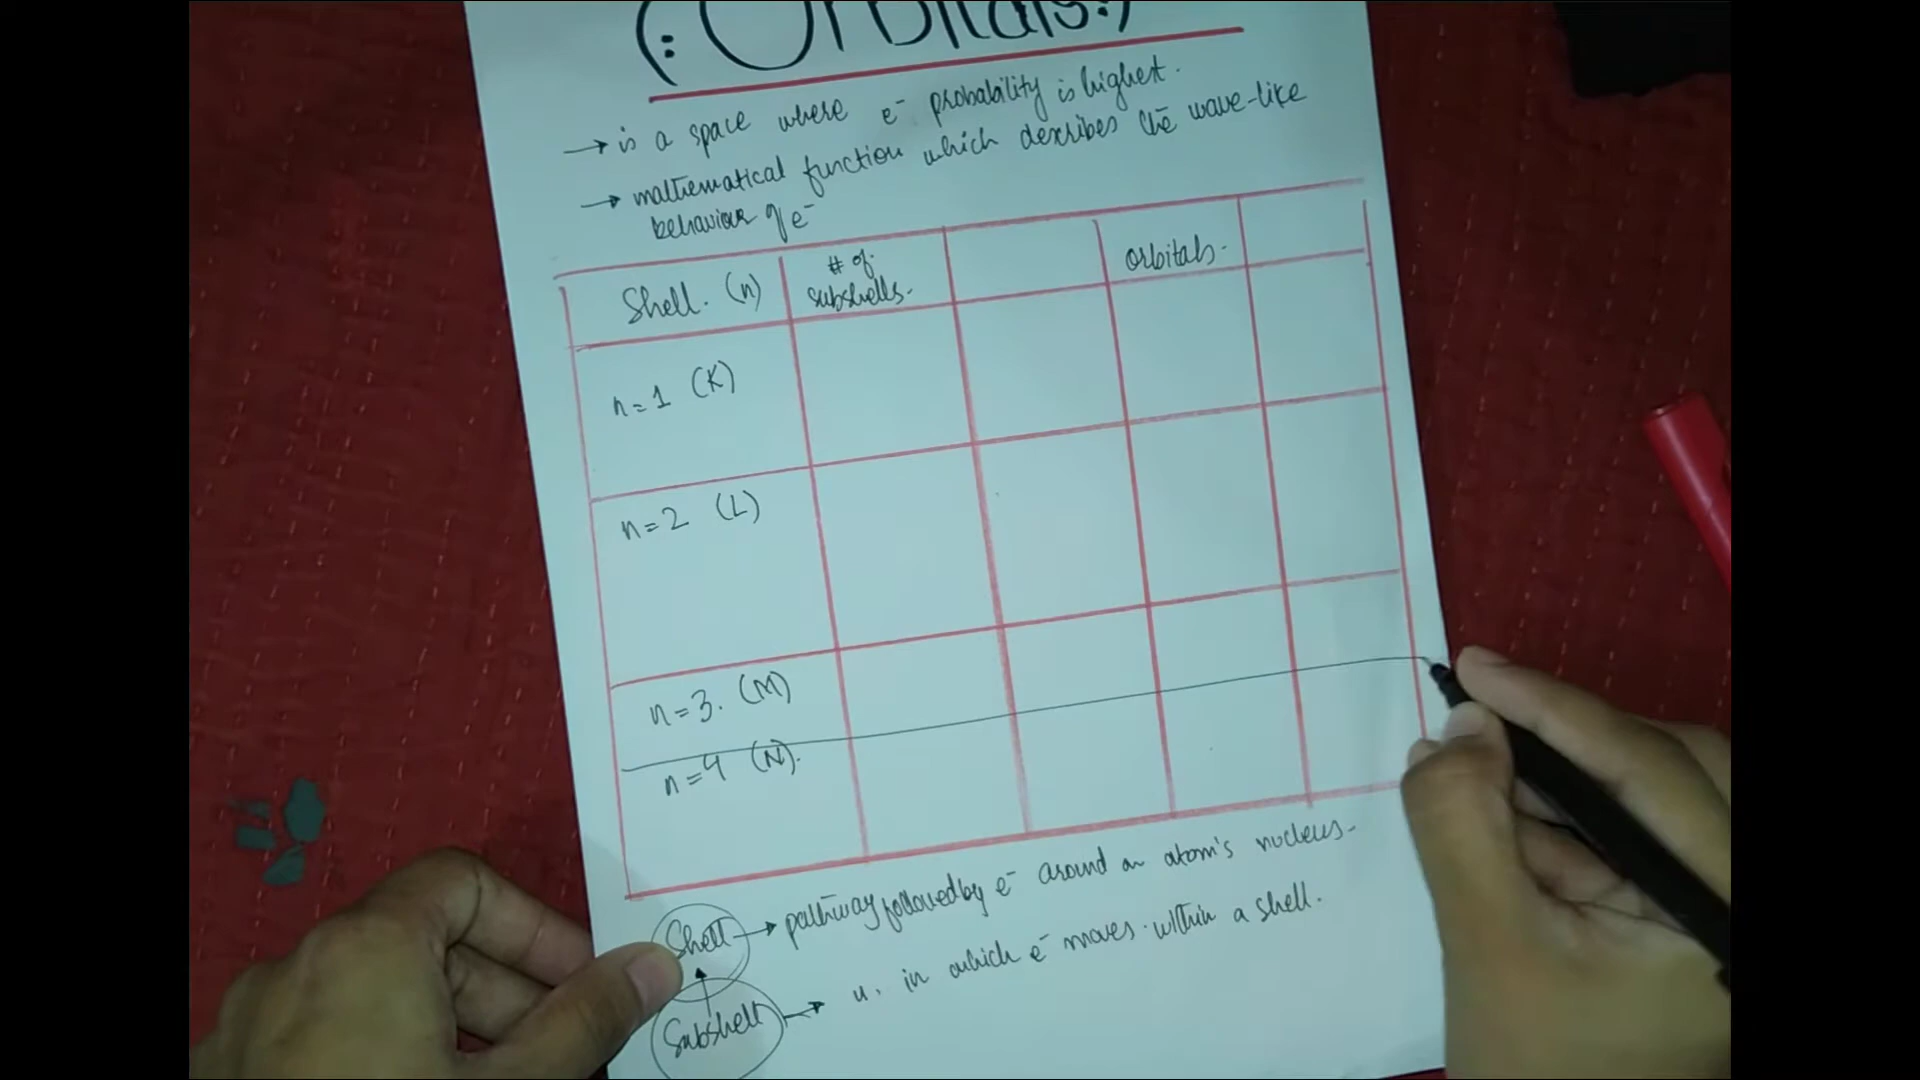 (: Orbitals :)
→ is a space where e⁻ probability is highest.
→ mathematical function which describes the wave-like
behaviour of e⁻
Shell. (n) # of subshells. orbitals.
n=1 (K)
n=2 (L)
n=3. (M)
n=4 (N).
Shell → pathway followed by e⁻ around an atom's nucleus.
Subshell → u. in which e⁻ moves. within a shell.